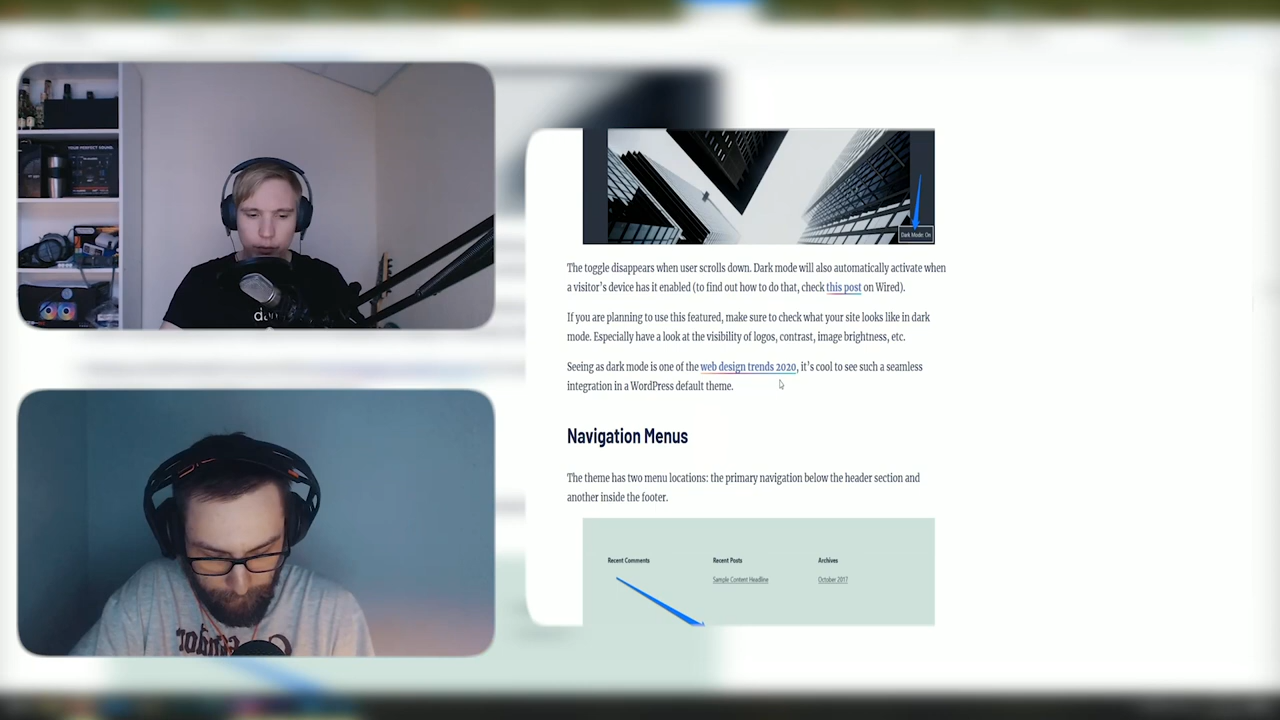 YOUR PERFECT SOUND.
Dark Mode: On
The toggle disappears when user scrolls down. Dark mode will also automatically activate when
a visitor's device has it enabled (to find out how to do that, check this post on Wired).
If you are planning to use this featured, make sure to check what your site looks like in dark
mode. Especially have a look at the visibility of logos, contrast, image brightness, etc.
Seeing as dark mode is one of the web design trends 2020, it's cool to see such a seamless
integration in a WordPress default theme.
Navigation Menus
The theme has two menu locations: the primary navigation below the header section and
another inside the footer.
Recent Comments
Recent Posts
Archives
Sample Content Headline
October 2017